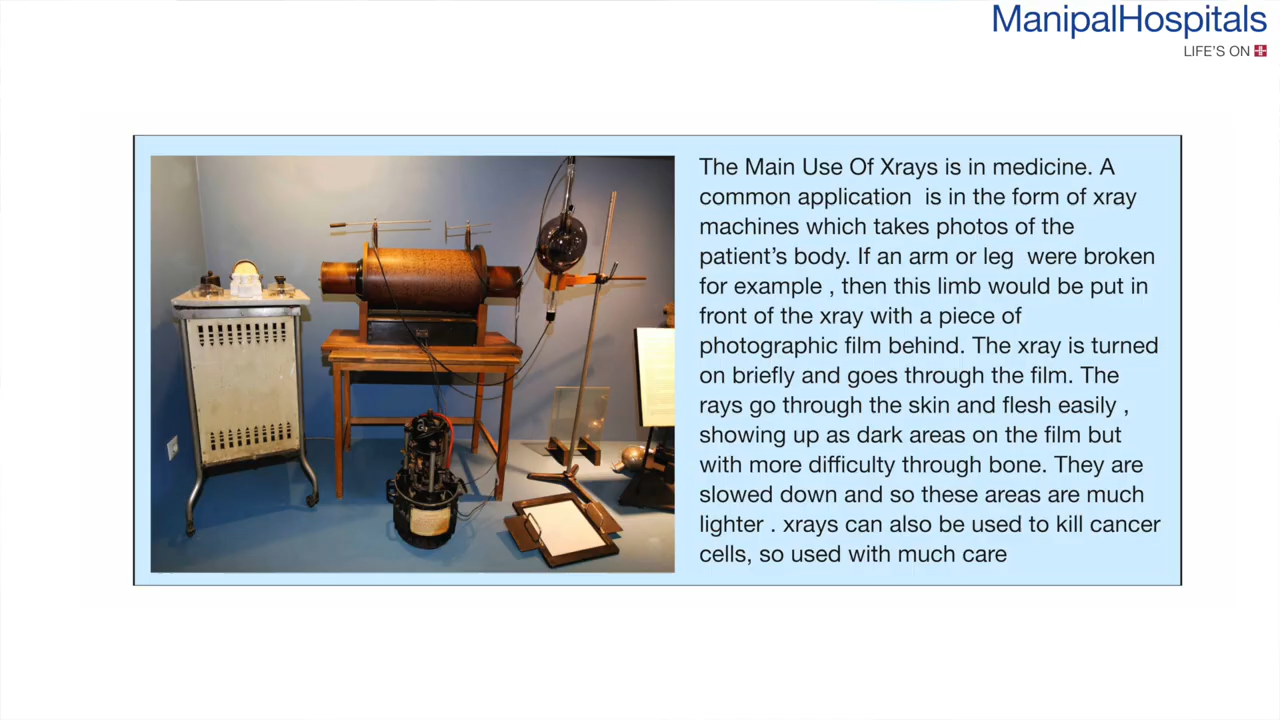 ManipalHospitals
LIFE'S ON
The Main Use Of Xrays is in medicine. A
common application  is in the form of xray
machines which takes photos of the
patient's body. If an arm or leg  were broken
for example , then this limb would be put in
front of the xray with a piece of
photographic film behind. The xray is turned
on briefly and goes through the film. The
rays go through the skin and flesh easily ,
showing up as dark areas on the film but
with more difficulty through bone. They are
slowed down and so these areas are much
lighter . xrays can also be used to kill cancer
cells, so used with much care